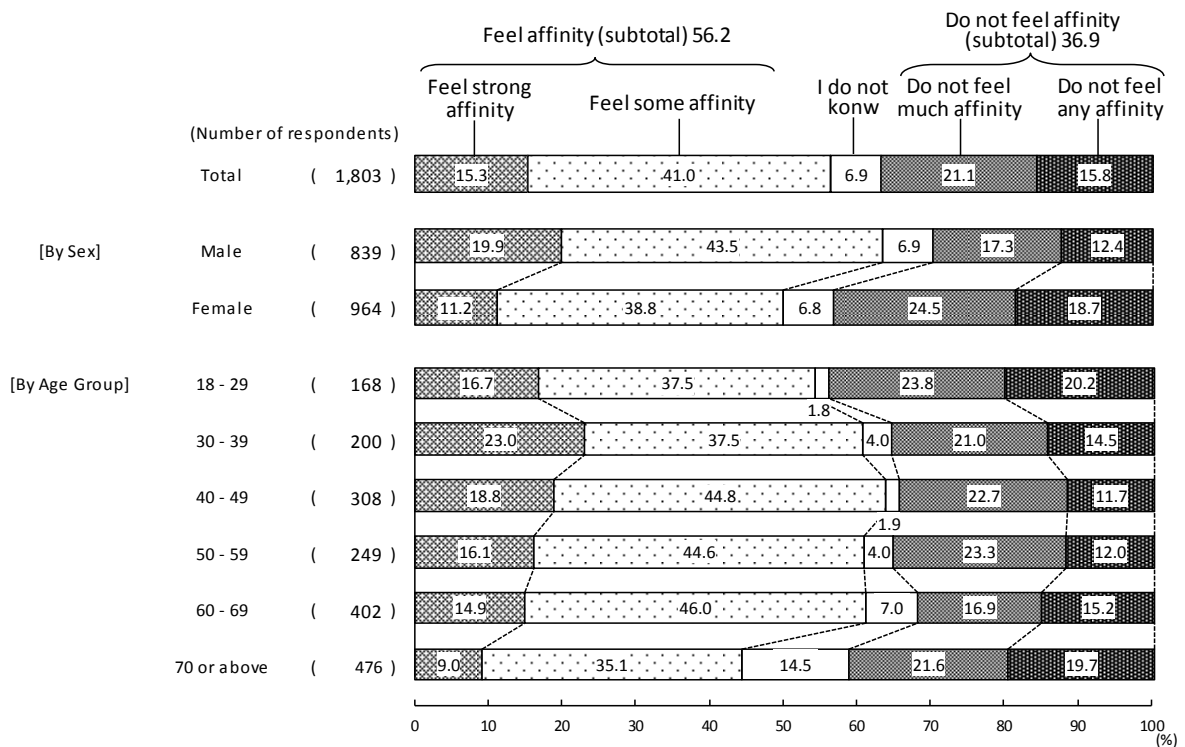 Feel affinity (subtotal) 56.2
Do not feel affinity
(subtotal) 36.9
Feel strong
affinity
Feel some affinity
I do not
konw
Do not feel
much affinity
Do not feel
any affinity
(Number of respondents)
Total ( 1,803 ) 15.3 41.0 6.9 21.1 15.8
[By Sex] Male ( 839 ) 19.9 43.5 6.9 17.3 12.4
Female ( 964 ) 11.2 38.8 6.8 24.5 18.7
[By Age Group] 18 - 29 ( 168 ) 16.7 37.5 23.8 20.2
1.8
30 - 39 ( 200 ) 23.0 37.5 4.0 21.0 14.5
40 - 49 ( 308 ) 18.8 44.8 22.7 11.7
1.9
50 - 59 ( 249 ) 16.1 44.6 4.0 23.3 12.0
60 - 69 ( 402 ) 14.9 46.0 7.0 16.9 15.2
70 or above ( 476 ) 9.0 35.1 14.5 21.6 19.7
0 10 20 30 40 50 60 70 80 90 100
(%)